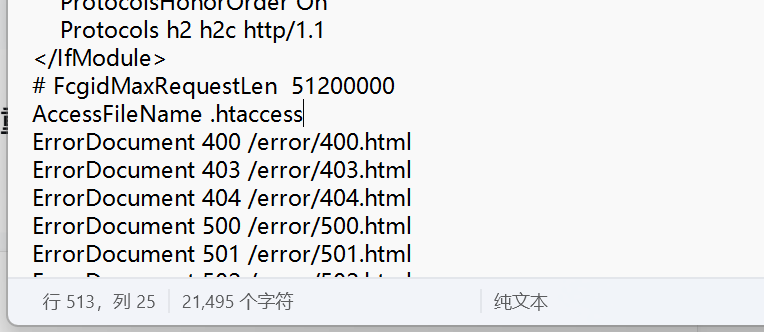 ProtocolsHonorOrder On
Protocols h2 h2c http/1.1
</IfModule>
# FcgidMaxRequestLen  51200000
AccessFileName .htaccess
ErrorDocument 400 /error/400.html
ErrorDocument 403 /error/403.html
ErrorDocument 404 /error/404.html
ErrorDocument 500 /error/500.html
ErrorDocument 501 /error/501.html
行 513，列 25
21,495 个字符
纯文本